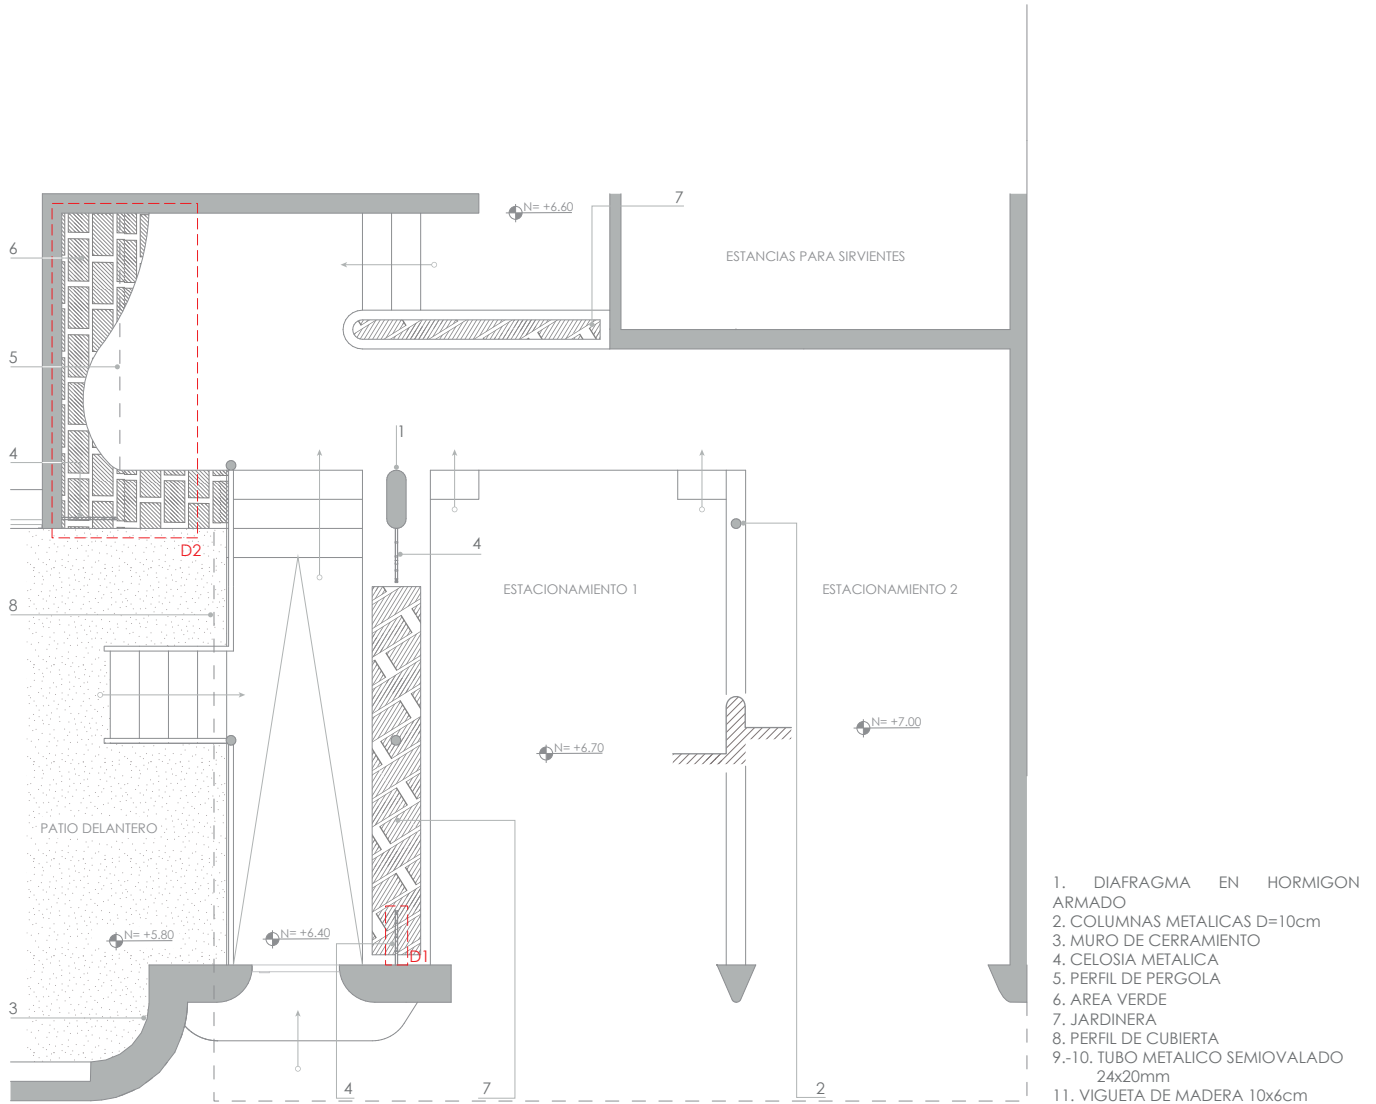 N= +6.60
7
6
ESTANCIAS PARA SIRVIENTES
5
1
4
4
D2
ESTACIONAMIENTO 1
ESTACIONAMIENTO 2
8
N= +7.00
N= +6.70
PATIO DELANTERO
N= +5.80
N= +6.40
D1
3
4
7
2
1. DIAFRAGMA EN HORMIGON
ARMADO
2. COLUMNAS METALICAS D=10cm
3. MURO DE CERRAMIENTO
4. CELOSIA METALICA
5. PERFIL DE PERGOLA
6. AREA VERDE
7. JARDINERA
8. PERFIL DE CUBIERTA
9.-10. TUBO METALICO SEMIOVALADO
24x20mm
11. VIGUETA DE MADERA 10x6cm